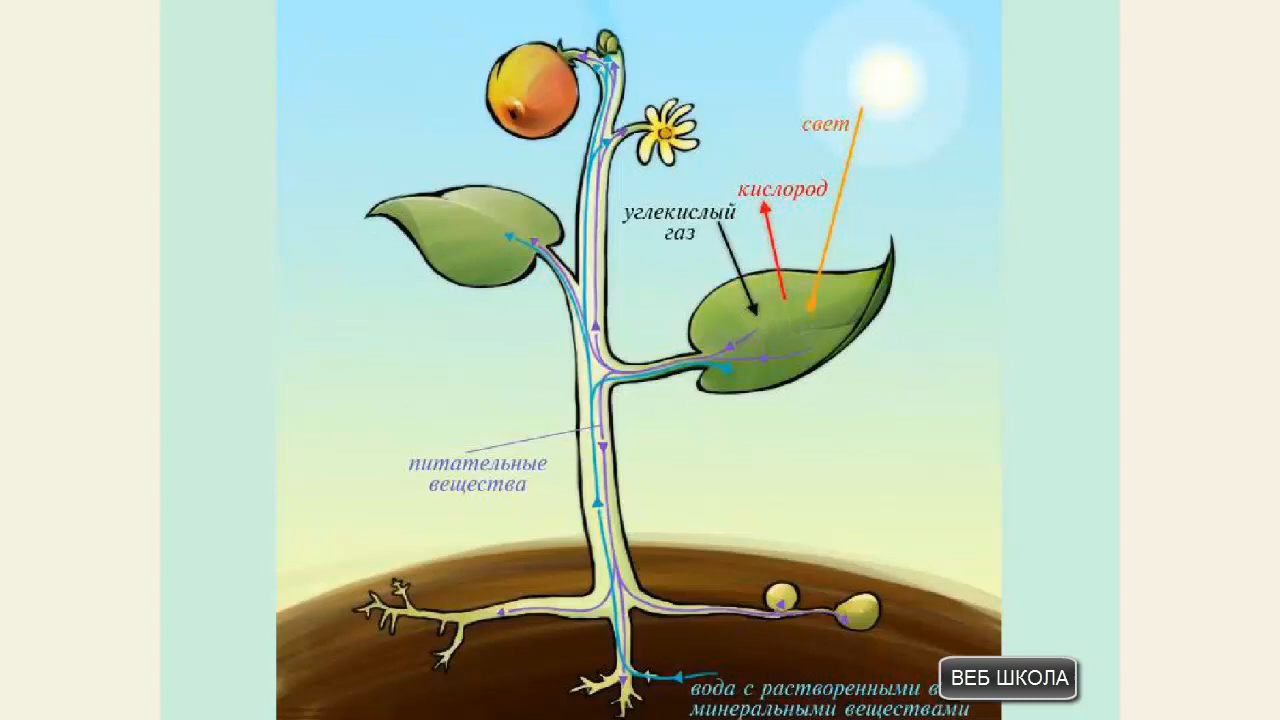 свет
кислород
углекислый
газ
питательные
вещества
вода с растворенными
минеральными веществами
ВЕБ ШКОЛА